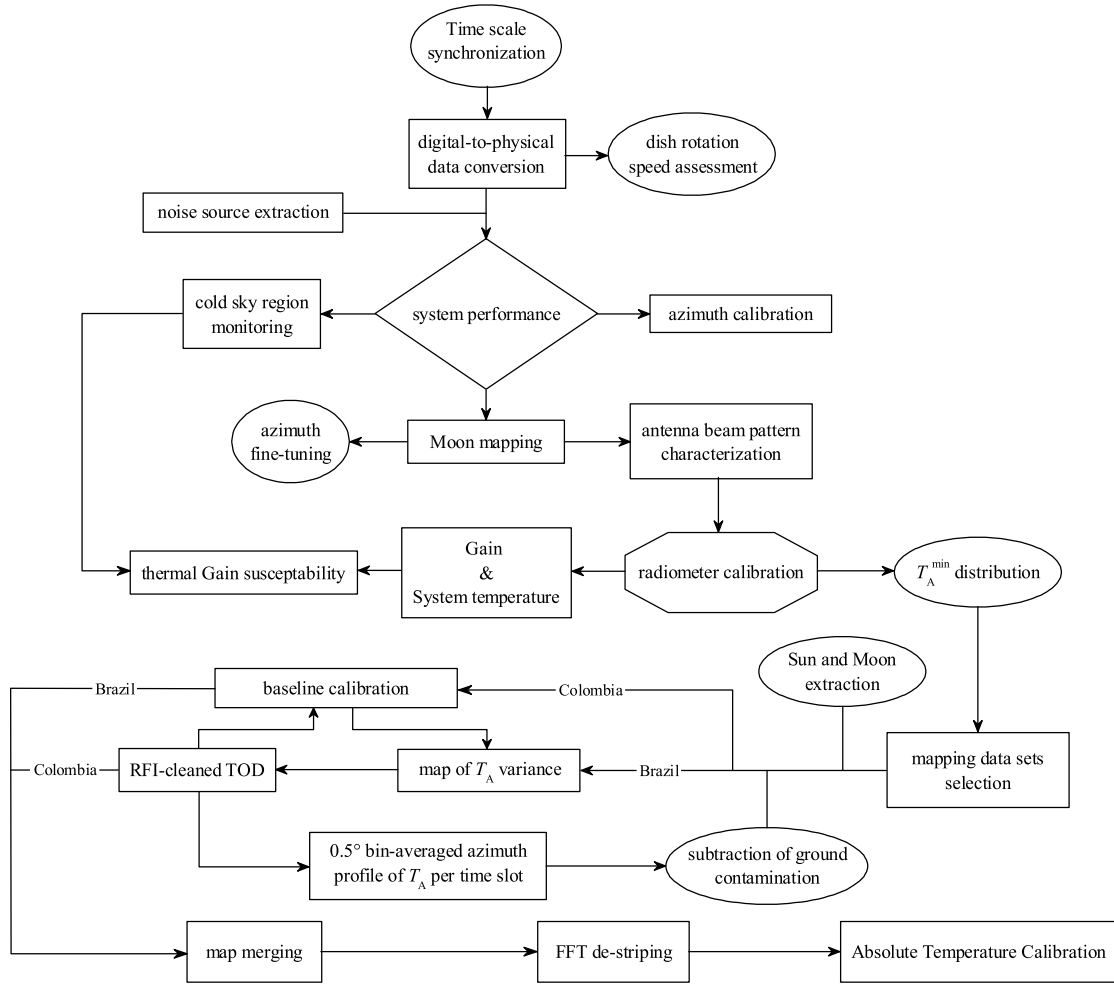 Time scale
synchronization
digital-to-physical
data conversion
dish rotation
speed assessment
noise source extraction
cold sky region
monitoring
system performance
azimuth calibration
azimuth
fine-tuning
Moon mapping
antenna beam pattern
characterization
thermal Gain susceptability
Gain
&
System temperature
radiometer calibration
T_A^min distribution
Sun and Moon
extraction
Brazil
baseline calibration
Colombia
Colombia
RFI-cleaned TOD
map of T_A variance
Brazil
mapping data sets
selection
0.5° bin-averaged azimuth
profile of T_A per time slot
subtraction of ground
contamination
map merging
FFT de-striping
Absolute Temperature Calibration